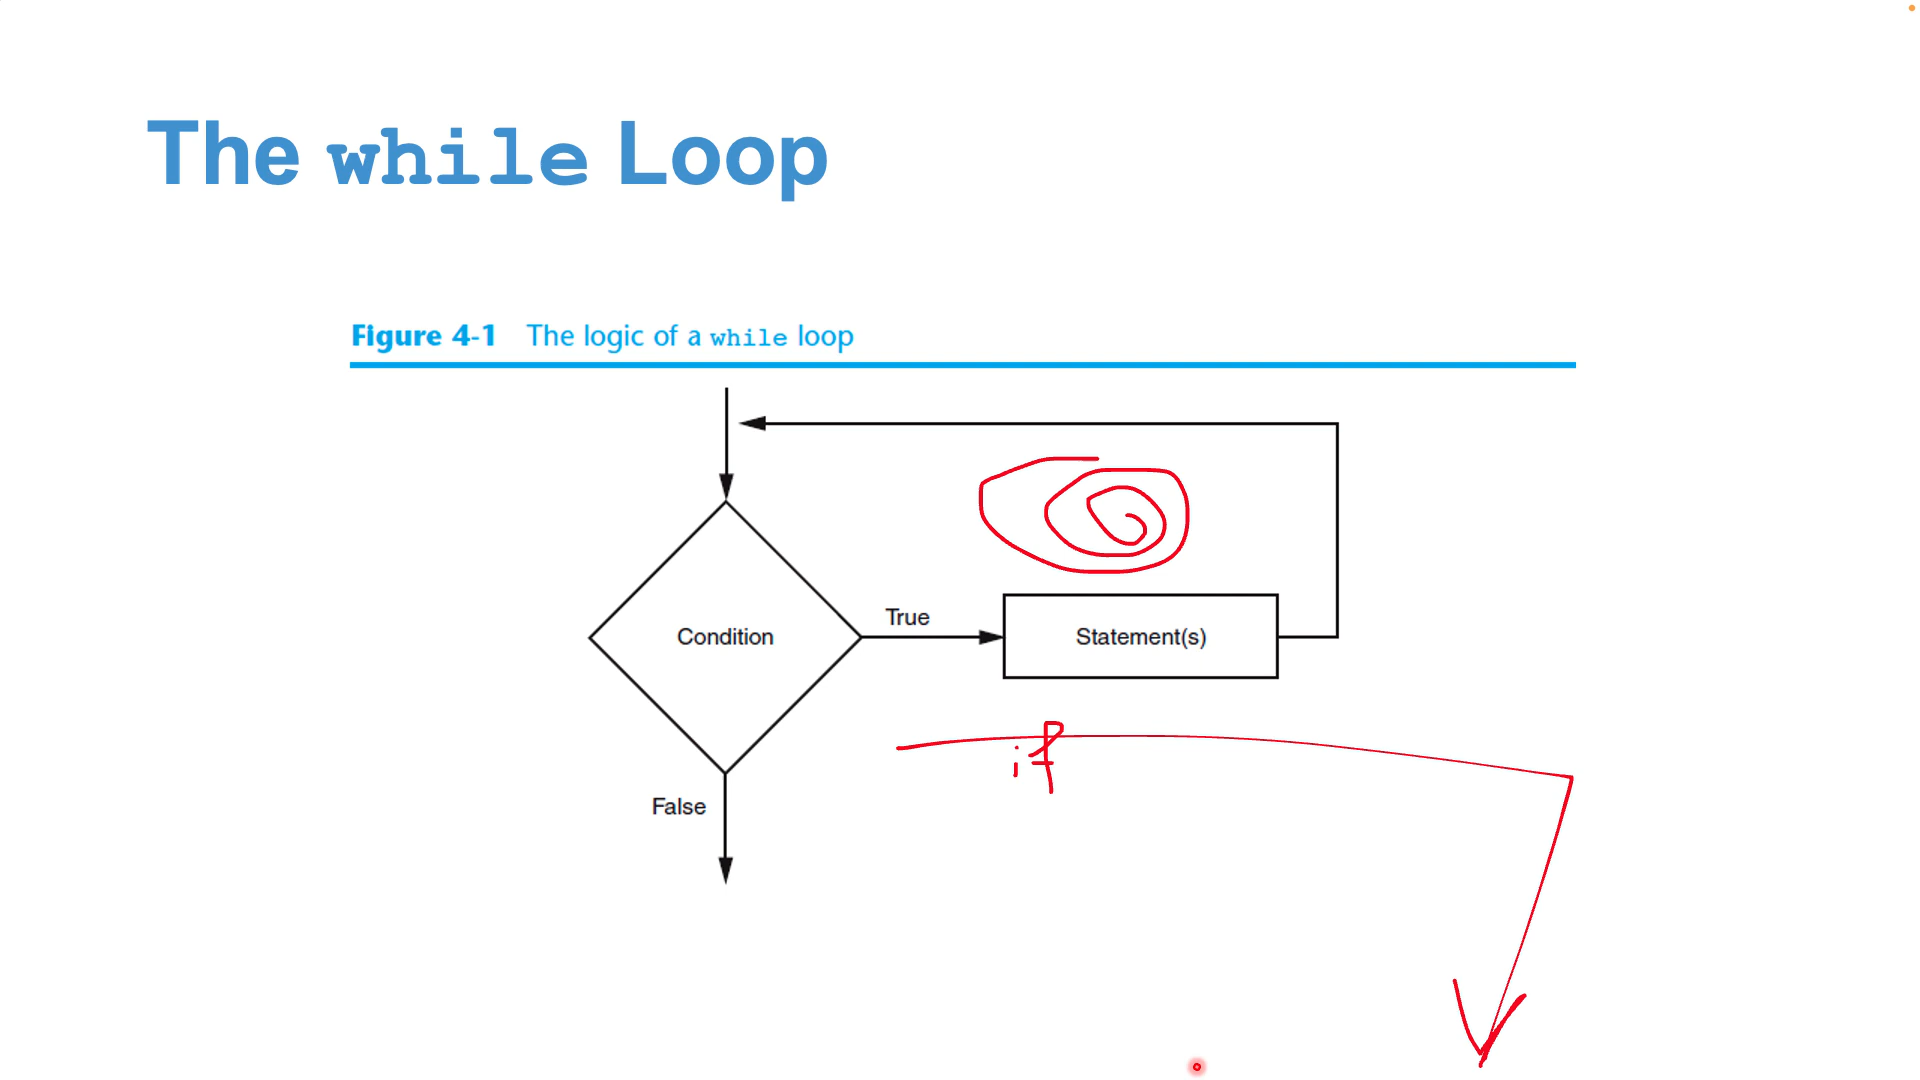 The while Loop
Figure 4-1 The logic of a while loop
True
Condition
Statement(s)
if
False